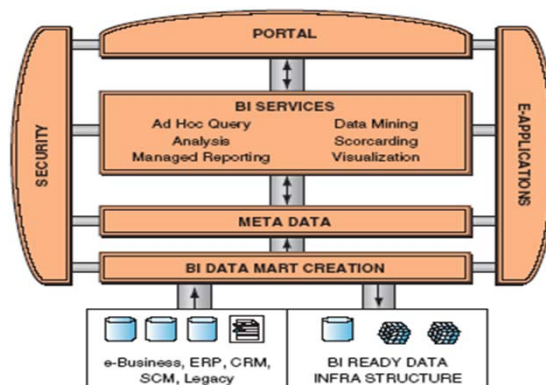 PORTAL
BI SERVICES
Ad Hoc Query
Data Mining
Analysis
Scorcarding
Managed Reporting
Visualization
META DATA
BI DATA MART CREATION
SECURITY
E-APPLICATIONS
e-Business, ERP, CRM,
SCM, Legacy
BI READY DATA
INFRA STRUCTURE